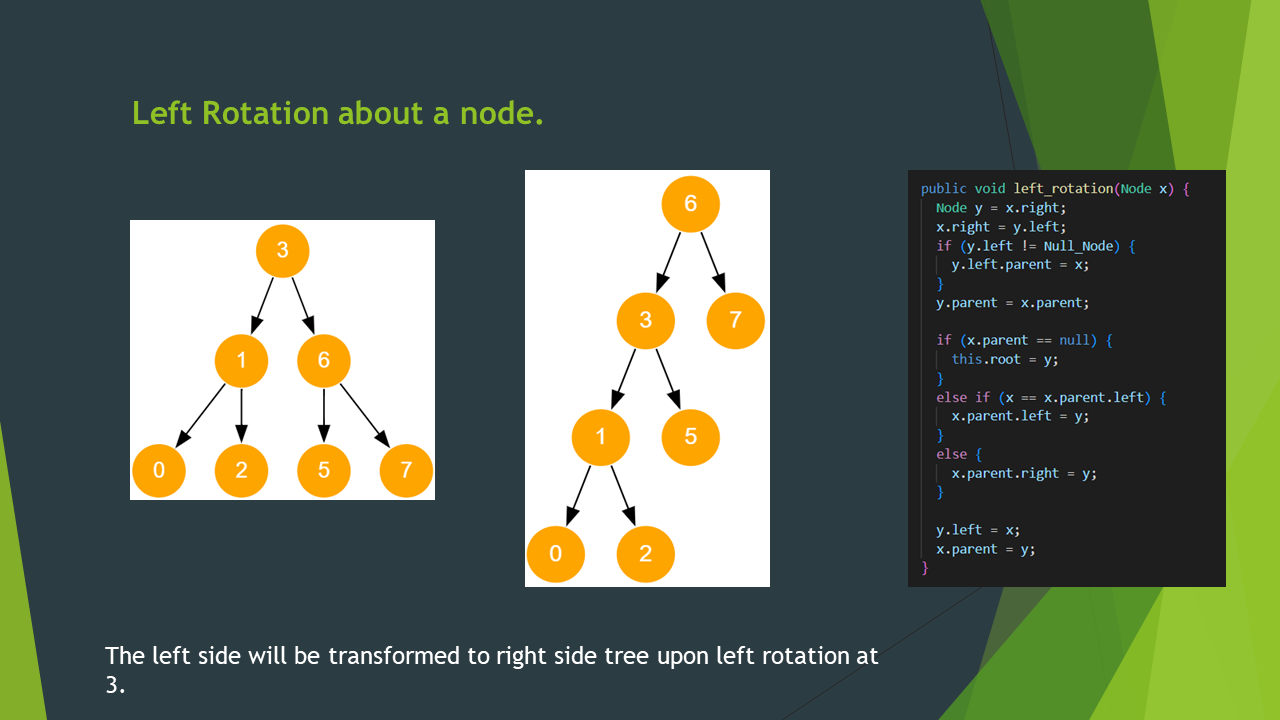 Left Rotation about a node.
3
1 6
0 2 5 7
6
3 7
1 5
0 2
public void left_rotation(Node x) {
Node y = x.right;
x.right = y.left;
if (y.left != Null_Node) {
y.left.parent = x;
}
y.parent = x.parent;
if (x.parent == null) {
this.root = y;
}
else if (x == x.parent.left) {
x.parent.left = y;
}
else {
x.parent.right = y;
}
y.left = x;
x.parent = y;
}
The left side will be transformed to right side tree upon left rotation at
3.